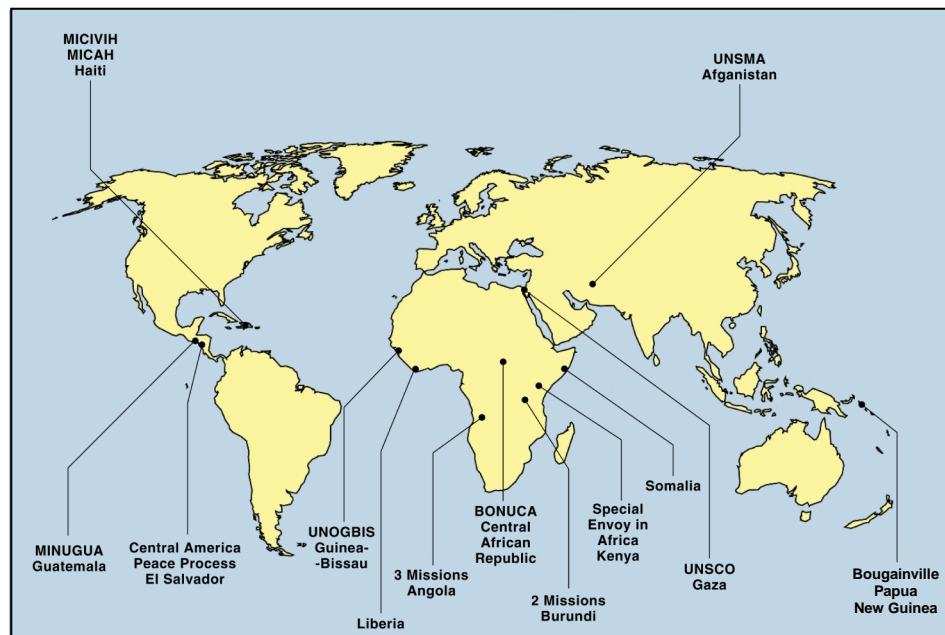 MICIVIH
MICAH
Haiti
UNSMA
Afganistan
MINUGUA
Guatemala
Central America
Peace Process
El Salvador
UNOGBIS
Guinea-
-Bissau
Liberia
3 Missions
Angola
BONUCA
Central
African
Republic
2 Missions
Burundi
Special
Envoy in
Africa
Kenya
Somalia
UNSCO
Gaza
Bougainville
Papua
New Guinea